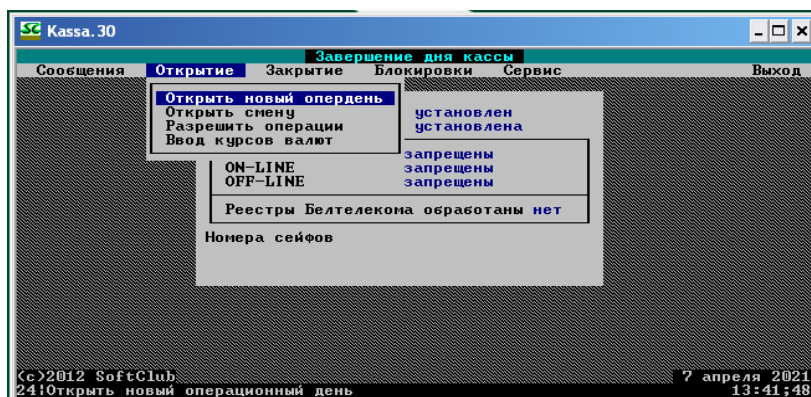 SC Kassa.30
Завершение дня кассы
Сообщения Открытие Закрытие Блокировки Сервис Выход
Открыть новый опердень
Открыть смену
Разрешить операции
Ввод курсов валют
установлен
установлена
запрещены
ON-LINE запрещены
OFF-LINE запрещены
Реестры Белтелекома обработаны нет
Номера сейфов
(c)2012 SoftClub 7 апреля 2021
24|Открыть новый операционный день 13:41;48